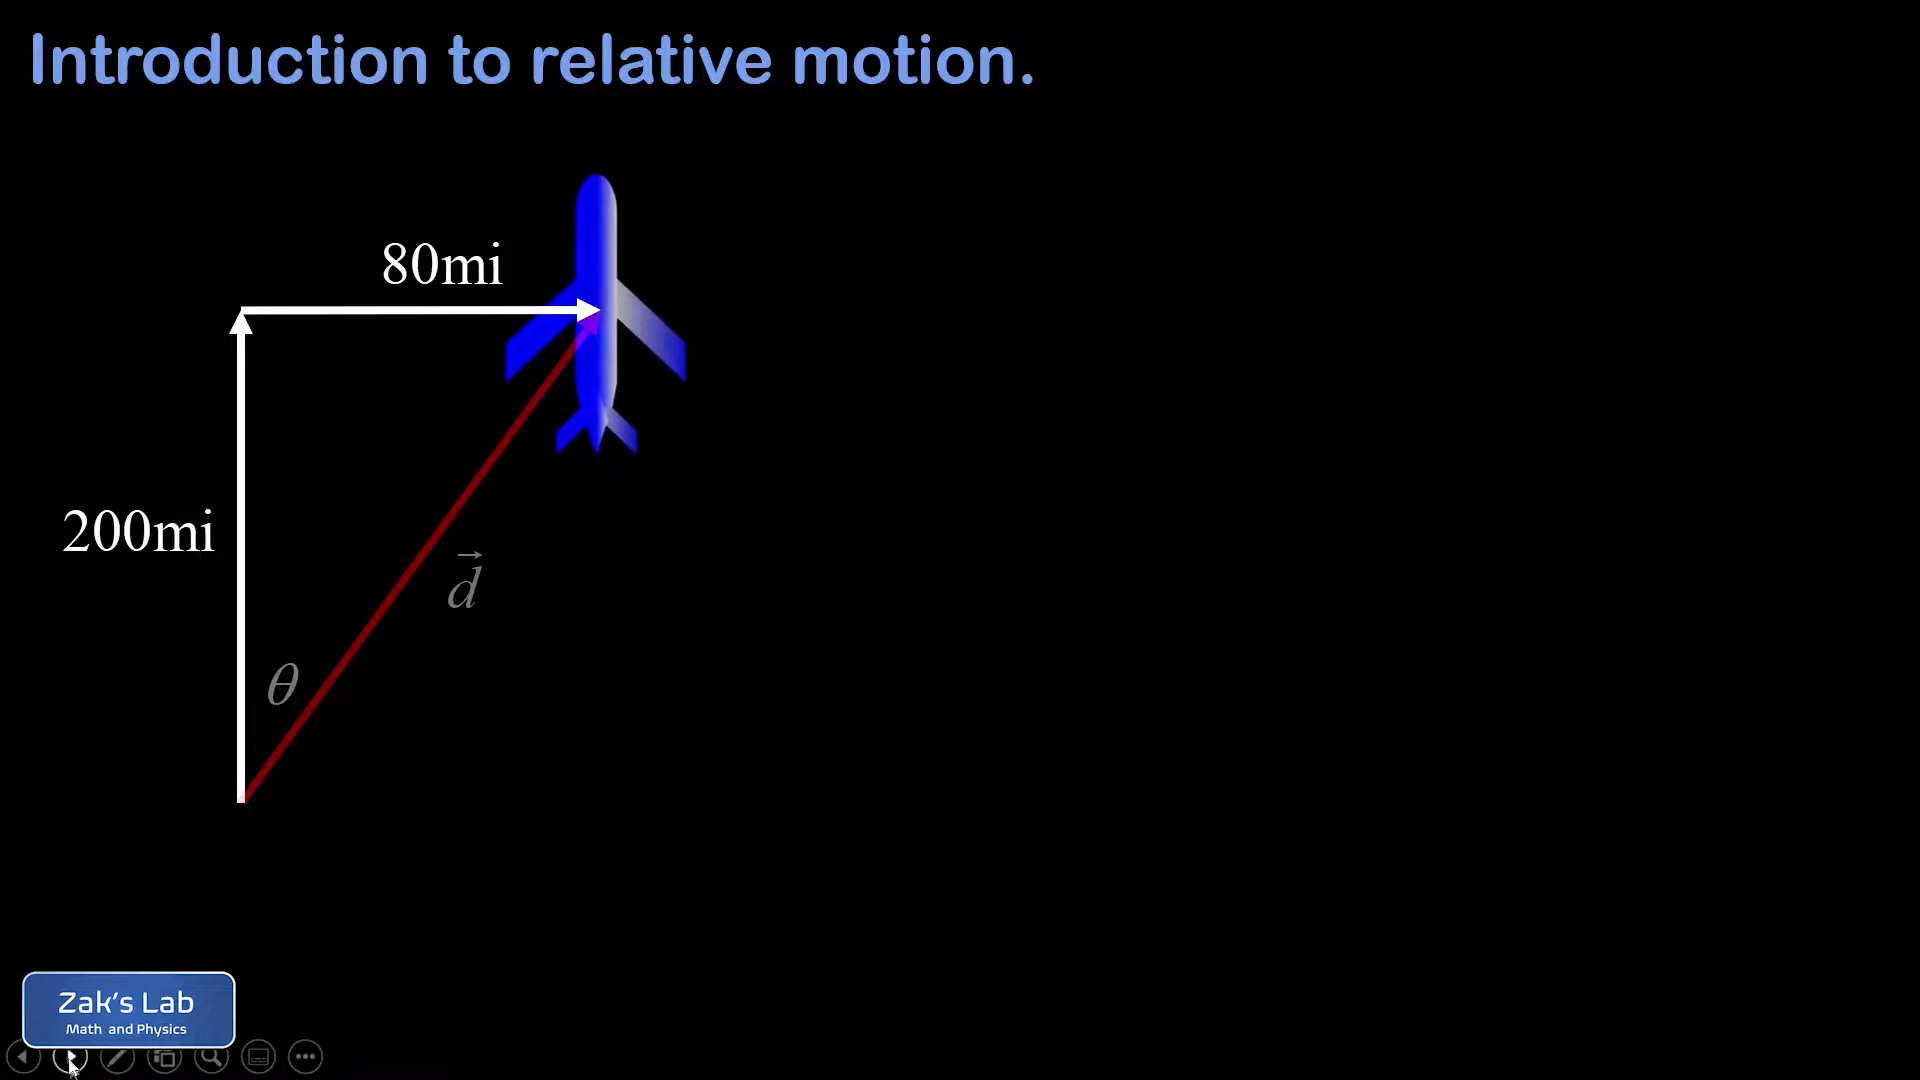 Introduction to relative motion.
80mi
200mi
d⃗
θ
Zak's Lab
Math and Physics